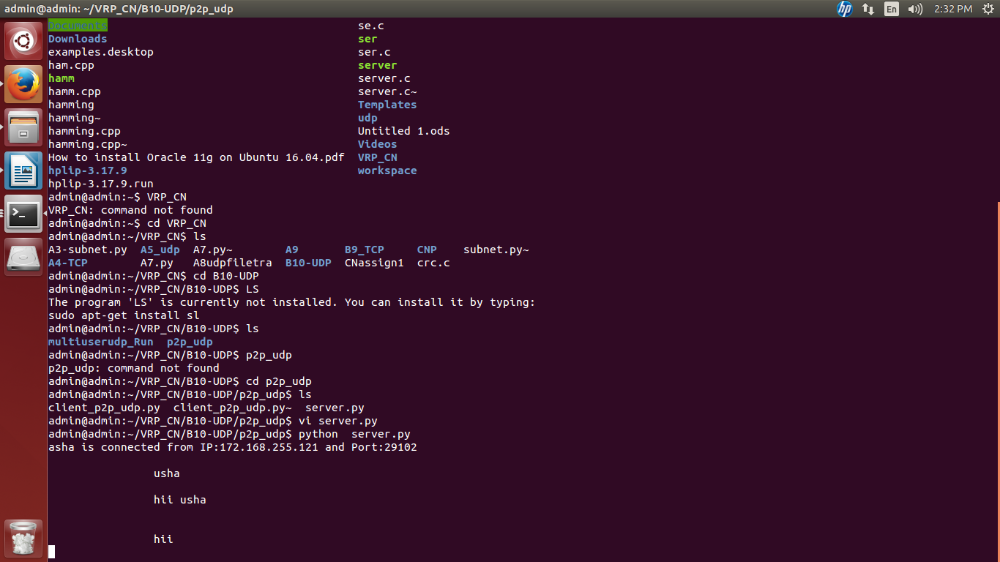 admin@admin: ~/VRP_CN/B10-UDP/p2p_udp hp En 2:32 PM
Documents se.c
Downloads ser
examples.desktop ser.c
ham.cpp server
hamm server.c
hamm.cpp server.c~
hamming Templates
hamming~ udp
hamming.cpp Untitled 1.ods
hamming.cpp~ Videos
How to install Oracle 11g on Ubuntu 16.04.pdf VRP_CN
hplip-3.17.9 workspace
hplip-3.17.9.run
admin@admin:~$ VRP_CN
VRP_CN: command not found
admin@admin:~$ cd VRP_CN
admin@admin:~/VRP_CN$ ls
A3-subnet.py A5_udp A7.py~ A9 B9_TCP CNP subnet.py~
A4-TCP A7.py A8udpfiletra B10-UDP CNassign1 crc.c
admin@admin:~/VRP_CN$ cd B10-UDP
admin@admin:~/VRP_CN/B10-UDP$ LS
The program 'LS' is currently not installed. You can install it by typing:
sudo apt-get install sl
admin@admin:~/VRP_CN/B10-UDP$ ls
multiuserudp_Run p2p_udp
admin@admin:~/VRP_CN/B10-UDP$ p2p_udp
p2p_udp: command not found
admin@admin:~/VRP_CN/B10-UDP$ cd p2p_udp
admin@admin:~/VRP_CN/B10-UDP/p2p_udp$ ls
client_p2p_udp.py client_p2p_udp.py~ server.py
admin@admin:~/VRP_CN/B10-UDP/p2p_udp$ vi server.py
admin@admin:~/VRP_CN/B10-UDP/p2p_udp$ python  server.py
asha is connected from IP:172.168.255.121 and Port:29102
usha
hii usha
hii